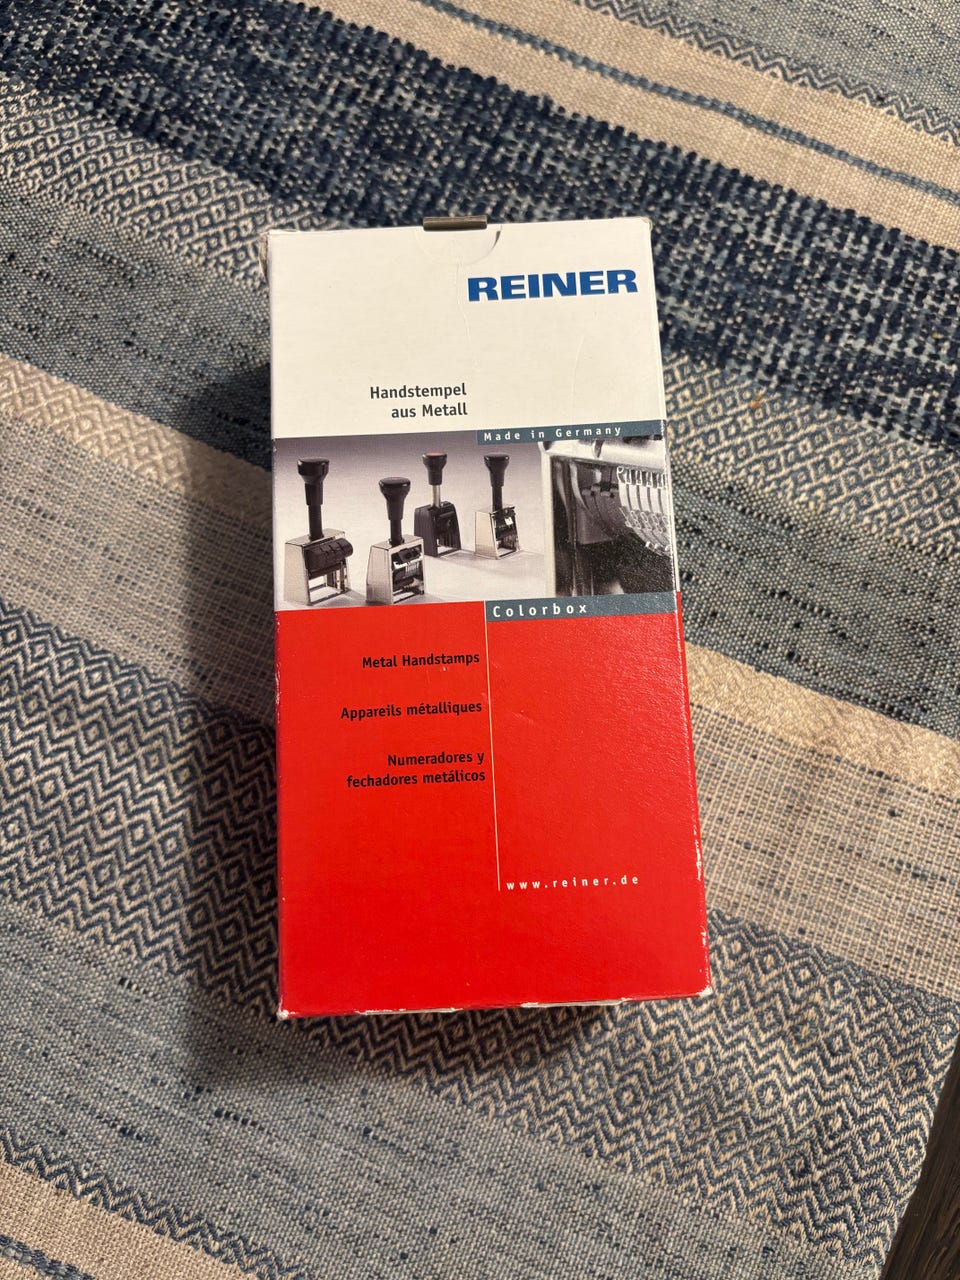 REINER
Handstempel
aus Metall
Made in Germany
Colorbox
Metal Handstamps
Appareils métalliques
Numeradores y
fechadores metálicos
www.reiner.de